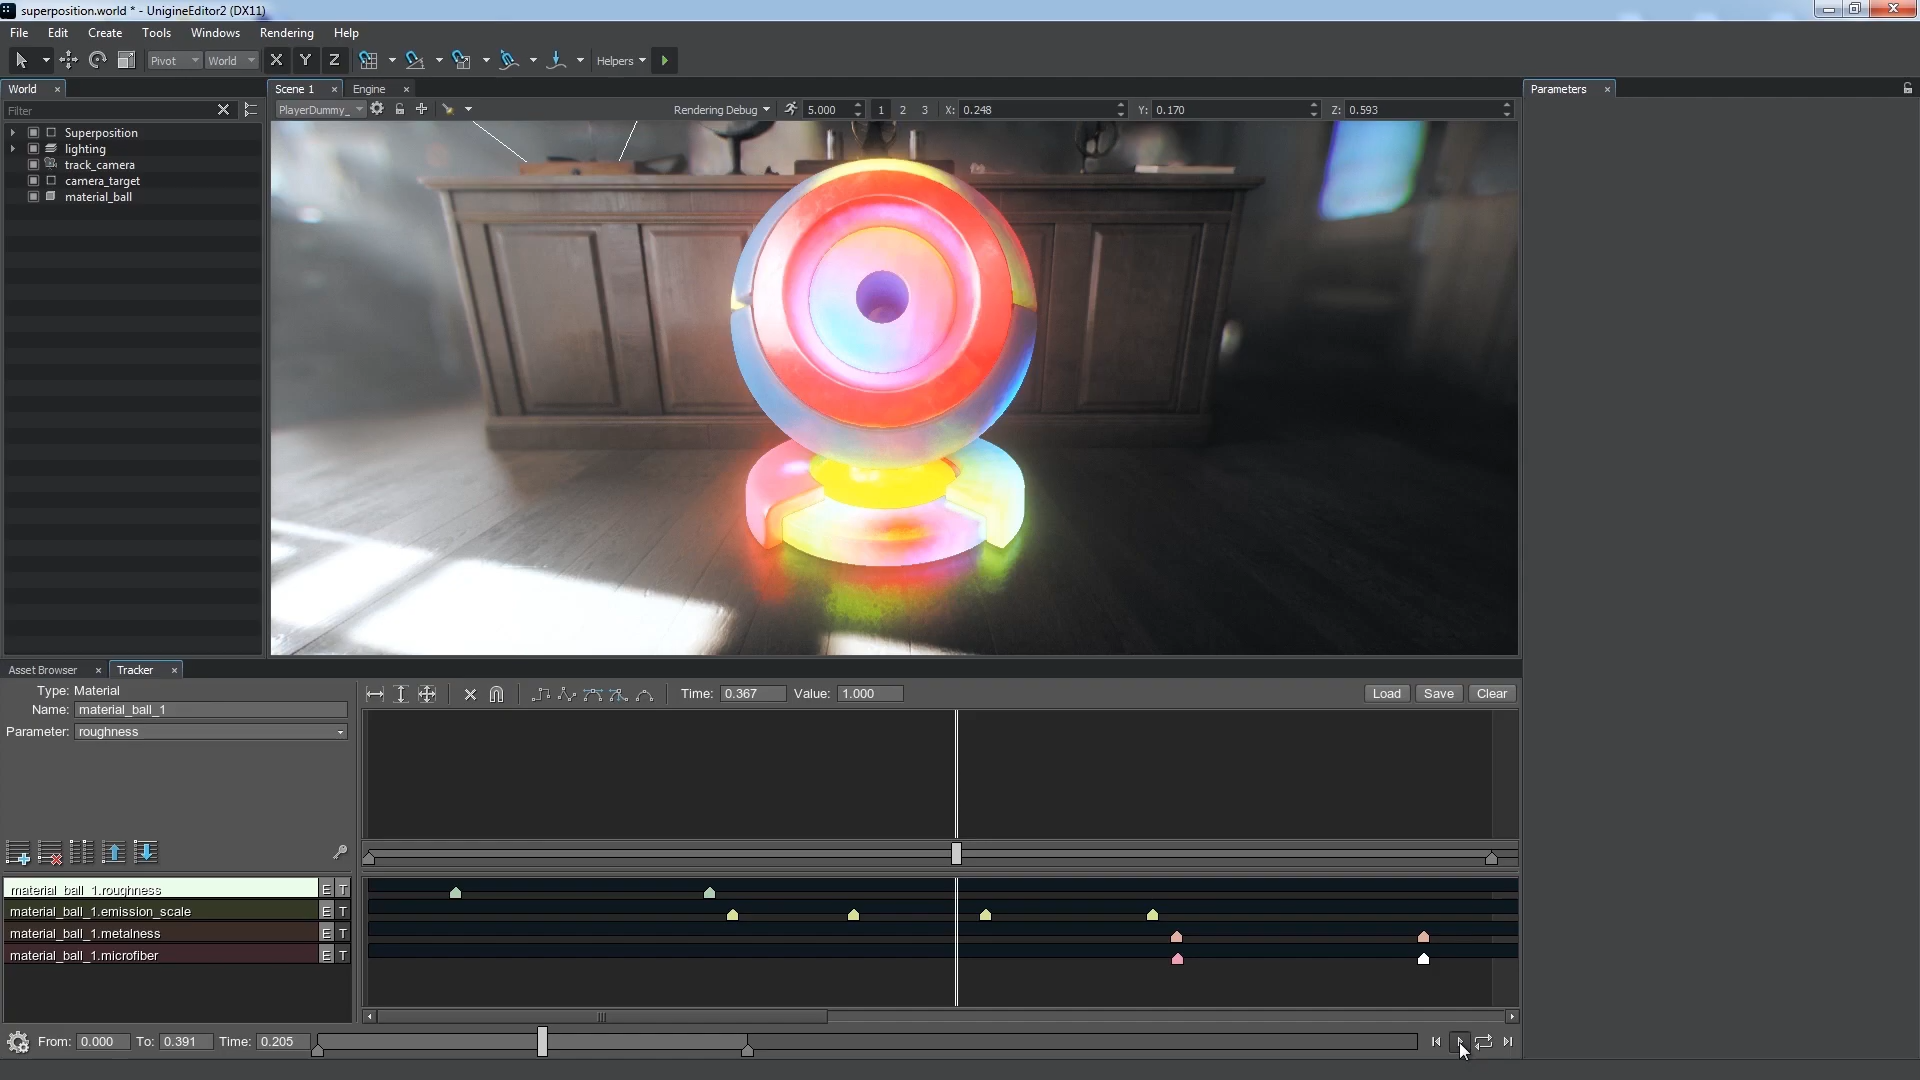 superposition.world * - UnigineEditor2 (DX11)
File Edit Create Tools Windows Rendering Help
Pivot World X Y Z Helpers
World Scene 1 Engine Parameters
Filter PlayerDummy_ Rendering Debug 5.000 1 2 3 X: 0.248 Y: 0.170 Z: 0.593
Superposition
lighting
track_camera
camera_target
material_ball
Asset Browser Tracker
Type: Material
Name: material_ball_1
Parameter: roughness
Time: 0.367 Value: 1.000 Load Save Clear
material_ball_1.roughness E T
material_ball_1.emission_scale E T
material_ball_1.metalness E T
material_ball_1.microfiber E T
From: 0.000 To: 0.391 Time: 0.205